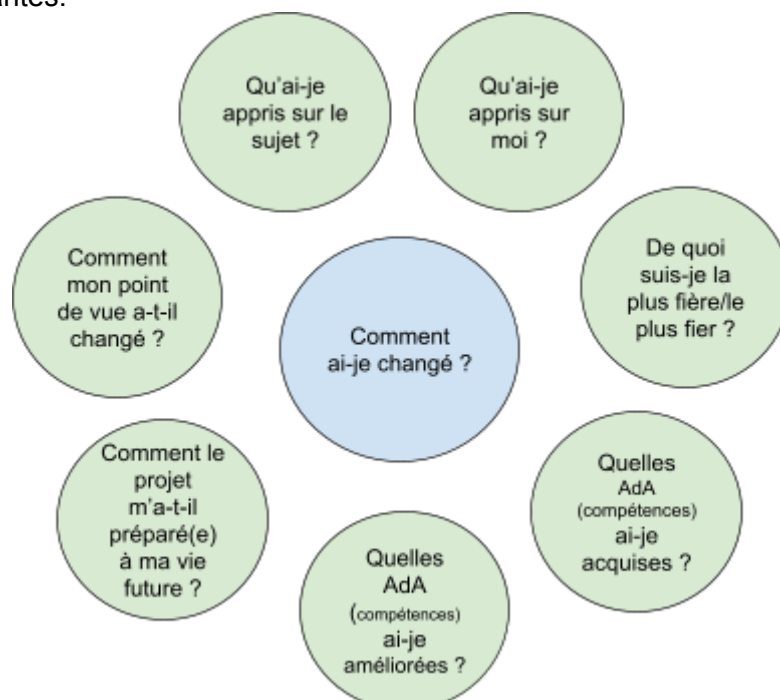 Qu'ai-je
appris sur le
sujet ?
Qu'ai-je
appris sur
moi ?
De quoi
suis-je la
plus fière/le
plus fier ?
Quelles
AdA
(compétences)
ai-je
acquises ?
Quelles
AdA
(compétences)
ai-je
améliorées ?
Comment le
projet
m'a-t-il
préparé(e)
à ma vie
future ?
Comment
mon point
de vue a-t-il
changé ?
Comment
ai-je changé ?